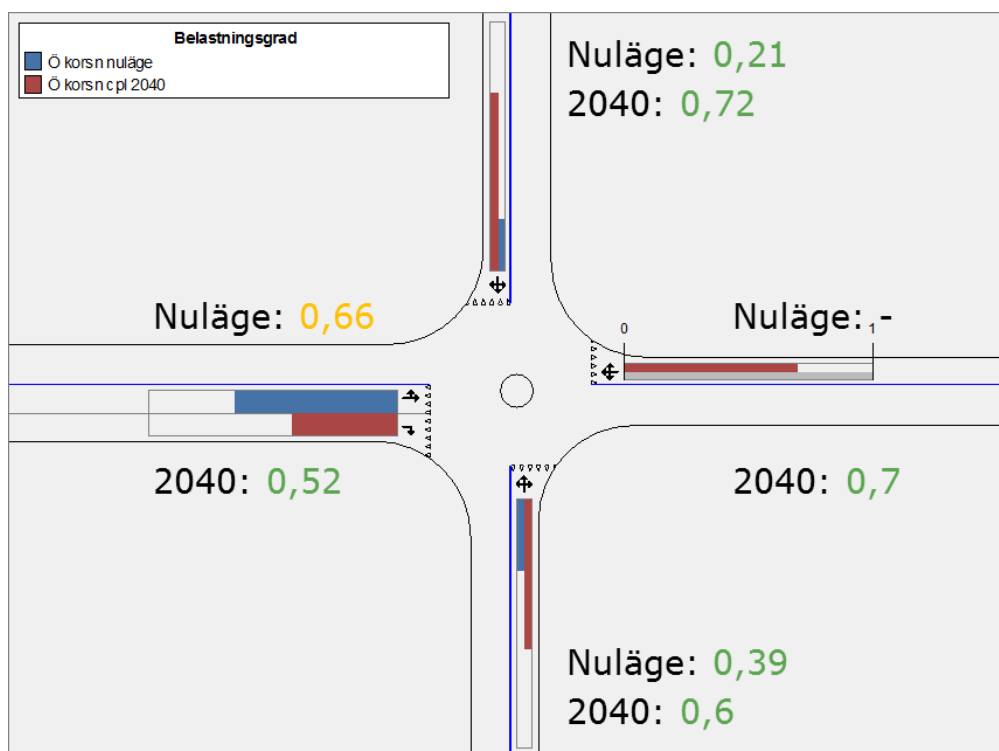 Belastningsgrad
Ö korsn nuläge
Ö korsn cpl 2040
Nuläge: 0,21
2040: 0,72
Nuläge: 0,66
Nuläge: -
0 1
2040: 0,52
2040: 0,7
Nuläge: 0,39
2040: 0,6